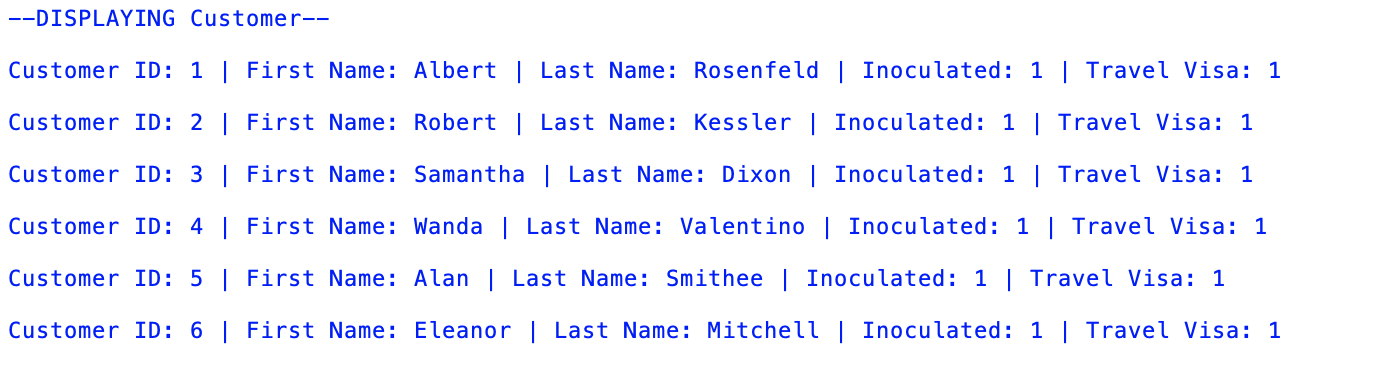 --DISPLAYING Customer--
Customer ID: 1 | First Name: Albert | Last Name: Rosenfeld | Inoculated: 1 | Travel Visa: 1
Customer ID: 2 | First Name: Robert | Last Name: Kessler | Inoculated: 1 | Travel Visa: 1
Customer ID: 3 | First Name: Samantha | Last Name: Dixon | Inoculated: 1 | Travel Visa: 1
Customer ID: 4 | First Name: Wanda | Last Name: Valentino | Inoculated: 1 | Travel Visa: 1
Customer ID: 5 | First Name: Alan | Last Name: Smithee | Inoculated: 1 | Travel Visa: 1
Customer ID: 6 | First Name: Eleanor | Last Name: Mitchell | Inoculated: 1 | Travel Visa: 1